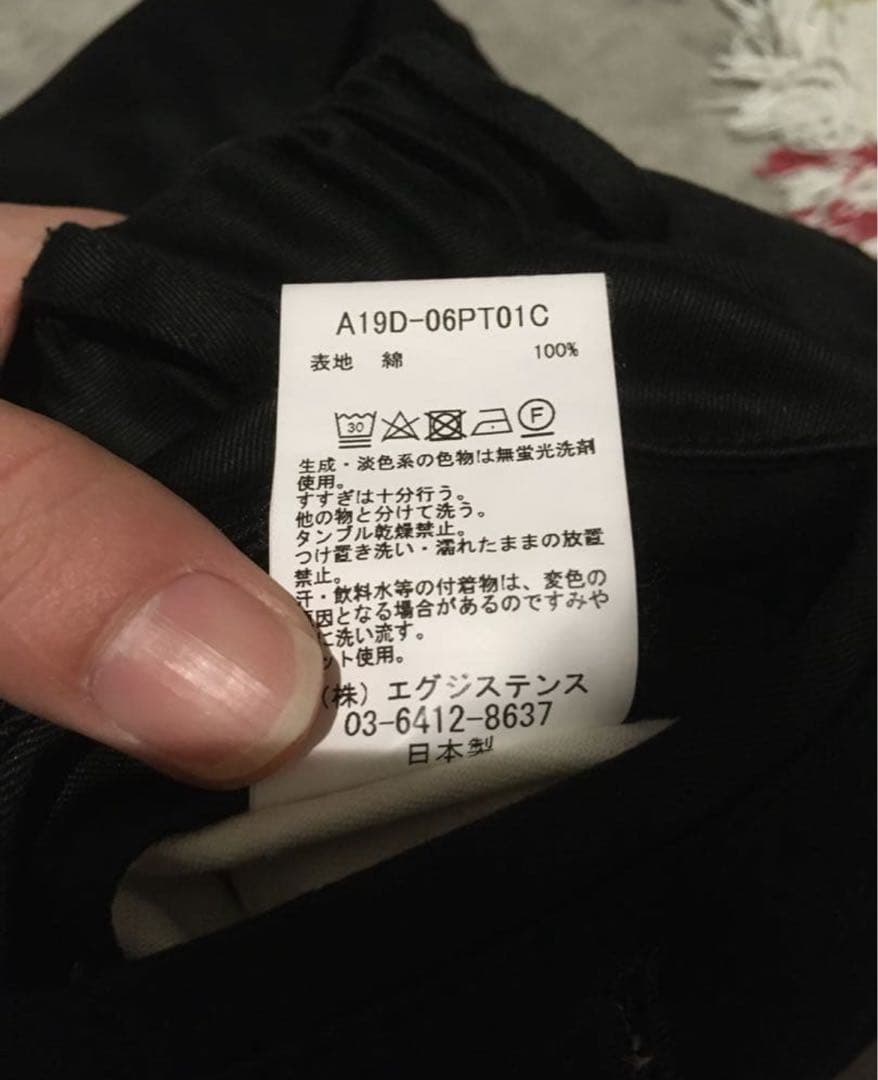 A19D-06PT01C
表地 綿 100%
30 F
生成・淡色系の色物は無蛍光洗剤
使用。
すすぎは十分行う。
他の物と分けて洗う。
タンブル乾燥禁止。
つけ置き洗い・濡れたままの放置
禁止。
汗・飲料水等の付着物は、変色の
因となる場合があるのですみや
に洗い流す。
ット使用。
(株) エグジステンス
03-6412-8637
日本製